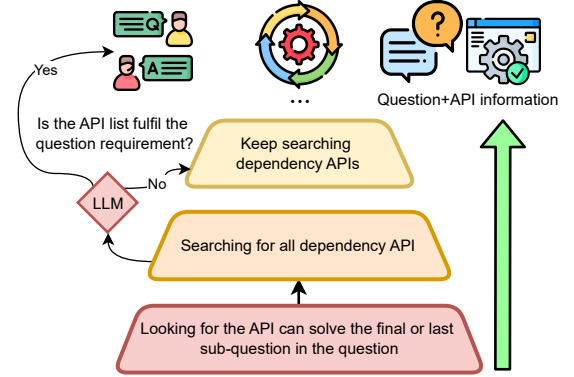 Q
A
?
Yes
...
Question+API information
Is the API list fulfil the
question requirement?
Keep searching
dependency APIs
No
LLM
Searching for all dependency API
Looking for the API can solve the final or last
sub-question in the question